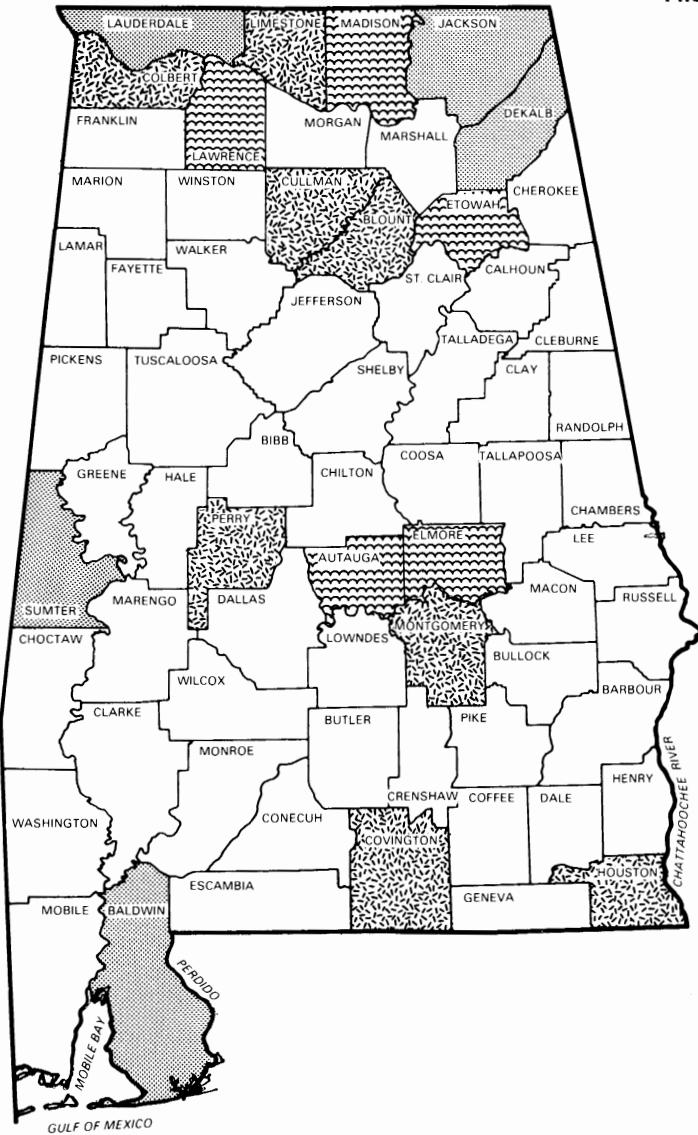 LAUDERDALE
LIMESTONE
MADISON
JACKSON
COLBERT
FRANKLIN
LAWRENCE
MORGAN
MARSHALL
DEKALB
MARION
WINSTON
CULLMAN
BLOUNT
ETOWAH
CHEROKEE
LAMAR
FAYETTE
WALKER
JEFFERSON
ST. CLAIR
CALHOUN
PICKENS
TUSCALOOSA
SHELBY
TALLADEGA
CLAY
CLEBURNE
RANDOLPH
GREENE
HALE
BIBB
CHILTON
COOSA
TALLAPOOSA
CHAMBERS
SUMTER
PERRY
AUTAUGA
ELMORE
LEE
MARENGO
DALLAS
MACON
RUSSELL
CHOCTAW
LOWNDES
MONTGOMERY
BULLOCK
WILCOX
BARBOUR
CLARKE
BUTLER
PIKE
MONROE
HENRY
CRENSHAW
COFFEE
DALE
WASHINGTON
CONECUH
COVINGTON
CHATTAHOOCHEE RIVER
HOUSTON
ESCAMBIA
GENEVA
MOBILE
BALDWIN
PERDIDO
MOBILE BAY
GULF OF MEXICO